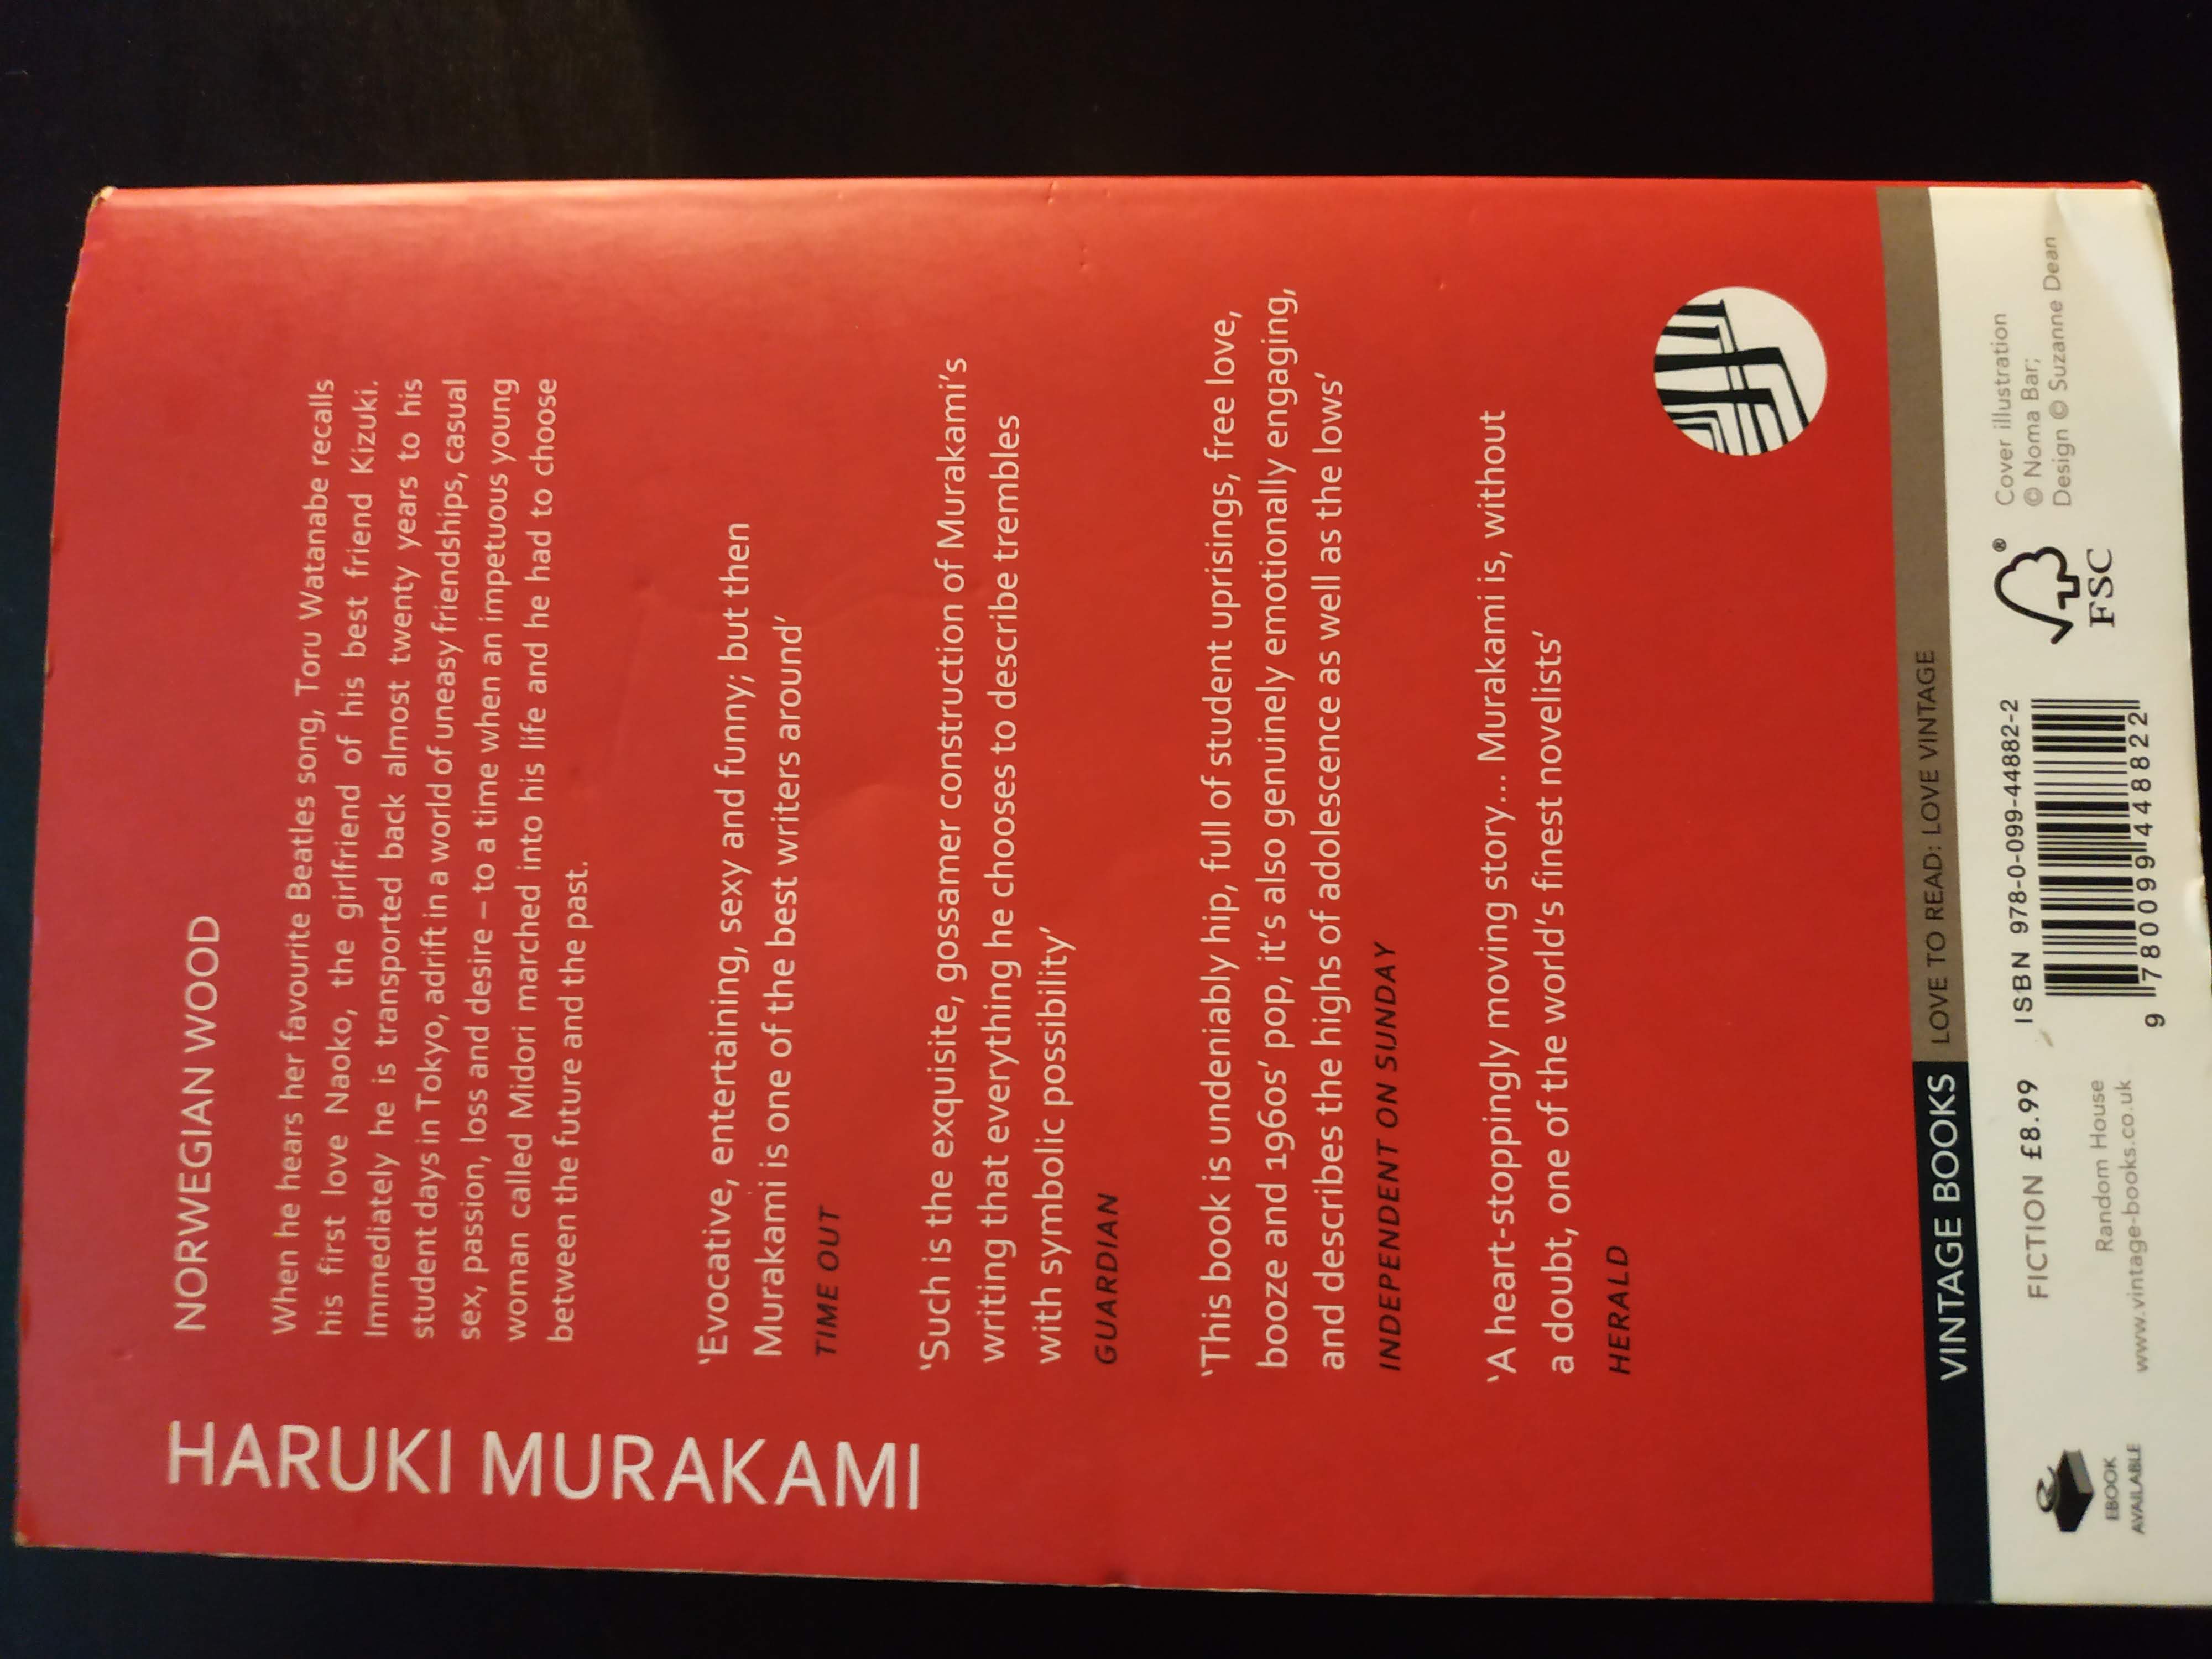 HARUKI MURAKAMI
NORWEGIAN WOOD
When he hears her favourite Beatles song, Toru Watanabe recalls
his first love Naoko, the girlfriend of his best friend Kizuki.
Immediately he is transported back almost twenty years to his
student days in Tokyo, adrift in a world of uneasy friendships, casual
sex, passion, loss and desire – to a time when an impetuous young
woman called Midori marched into his life and he had to choose
between the future and the past.
‘Evocative, entertaining, sexy and funny; but then
Murakami is one of the best writers around’
TIME OUT
‘Such is the exquisite, gossamer construction of Murakami’s
writing that everything he chooses to describe trembles
with symbolic possibility’
GUARDIAN
‘This book is undeniably hip, full of student uprisings, free love,
booze and 1960s’ pop, it’s also genuinely emotionally engaging,
and describes the highs of adolescence as well as the lows’
INDEPENDENT ON SUNDAY
‘A heart-stoppingly moving story... Murakami is, without
a doubt, one of the world’s finest novelists’
HERALD
VINTAGE BOOKS LOVE TO READ: LOVE VINTAGE
EBOOK
AVAILABLE
FICTION £8.99
Random House
www.vintage-books.co.uk
ISBN 978-0-099-44882-2
9 780099 448822
® FSC
Cover illustration
© Noma Bar;
Design © Suzanne Dean